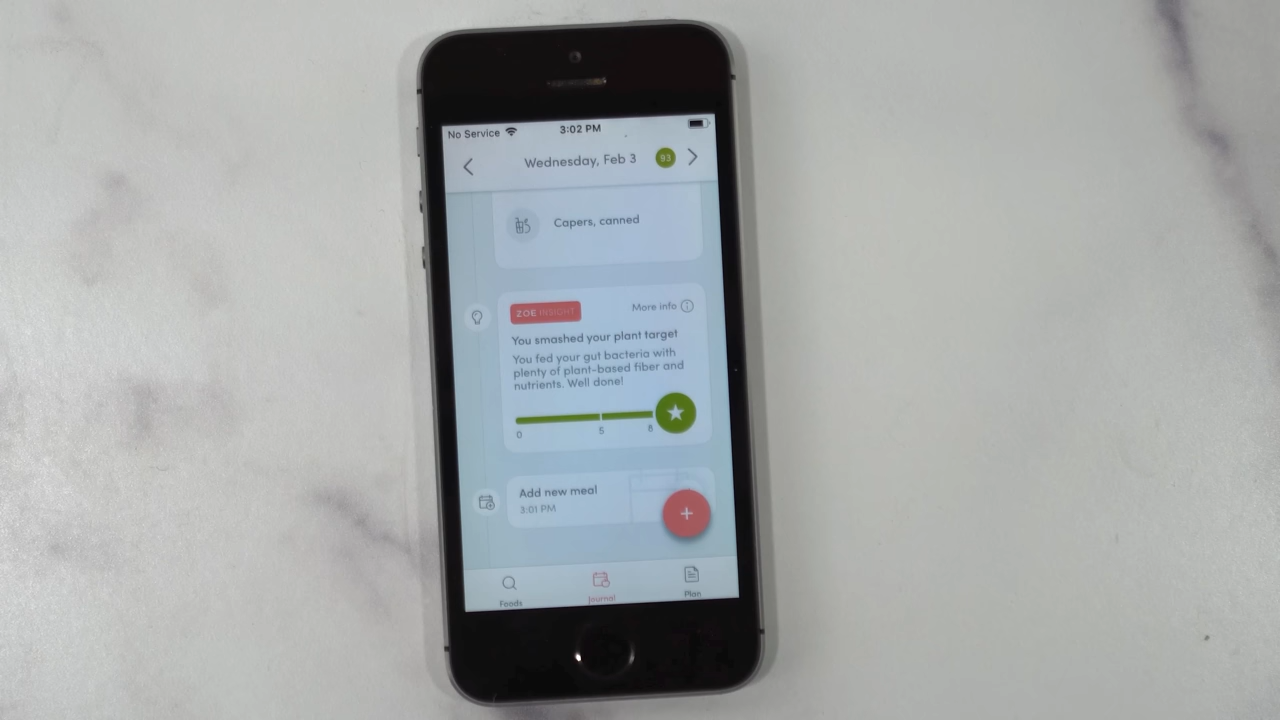 No Service 3:02 PM
Wednesday, Feb 3 93
Capers, canned
ZOE INSIGHT More info
You smashed your plant target
You fed your gut bacteria with
plenty of plant-based fiber and
nutrients. Well done!
0 5 6
Add new meal
3:01 PM
Foods Journal Plan